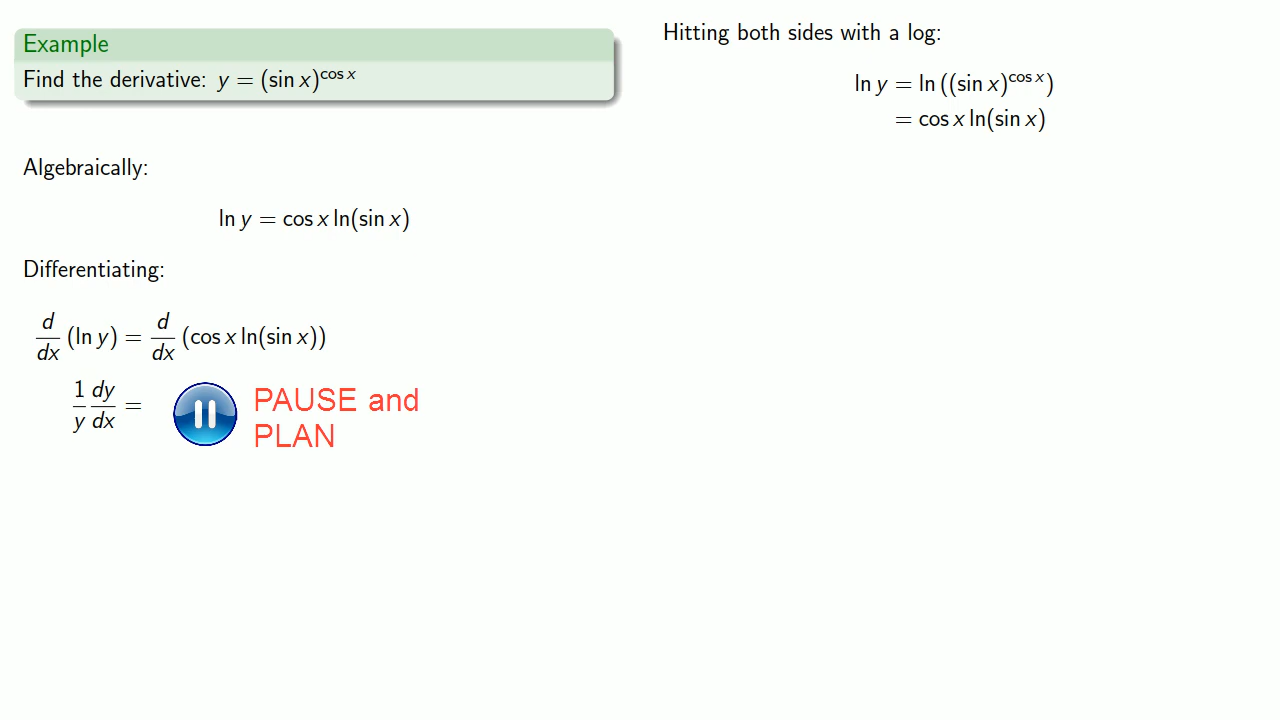 Example
Find the derivative: y = (sin x)^cos x
Algebraically:
ln y = cos x ln(sin x)
Differentiating:
d/dx (ln y) = d/dx (cos x ln(sin x))
1/y dy/dx =
PAUSE and
PLAN
Hitting both sides with a log:
ln y = ln ((sin x)^cos x)
= cos x ln(sin x)